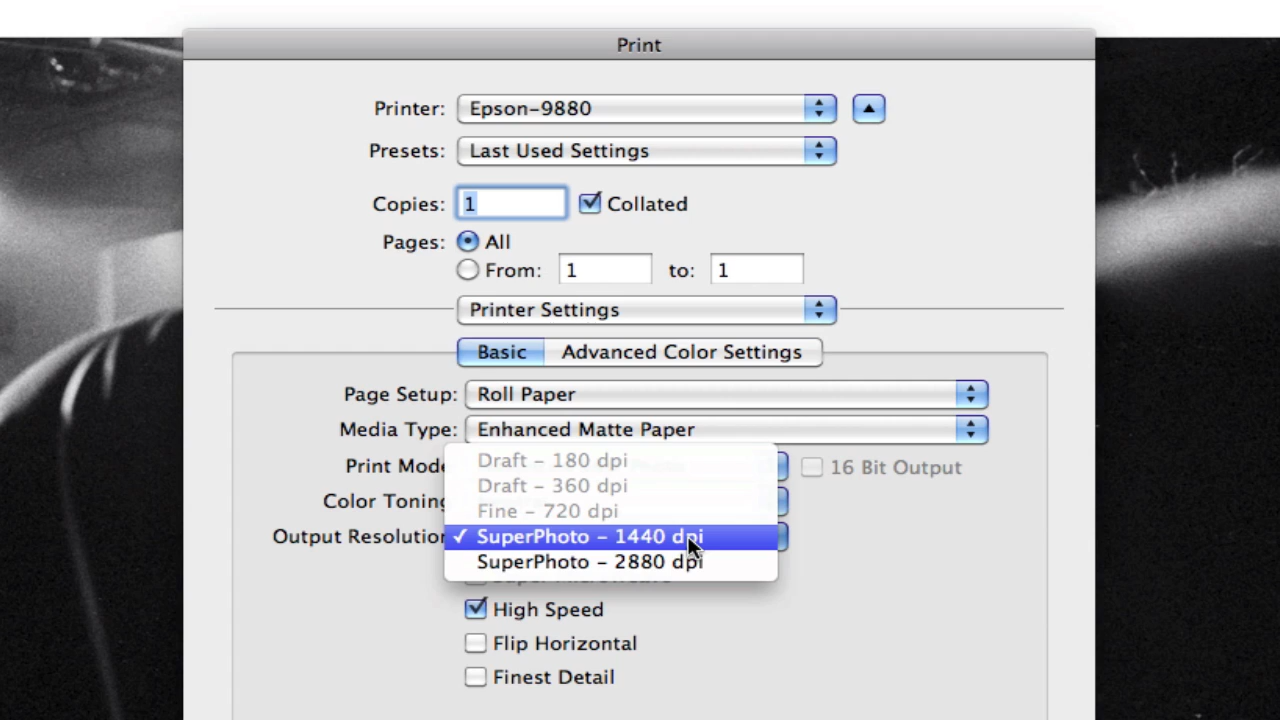 Print
Printer: Epson-9880
Presets: Last Used Settings
Copies: 1 Collated
Pages: All
From: 1 to: 1
Printer Settings
Basic Advanced Color Settings
Page Setup: Roll Paper
Media Type: Enhanced Matte Paper
Print Mode 16 Bit Output
Color Toning
Output Resolution
Draft – 180 dpi
Draft – 360 dpi
Fine – 720 dpi
✓ SuperPhoto – 1440 dpi
SuperPhoto – 2880 dpi
High Speed
Flip Horizontal
Finest Detail